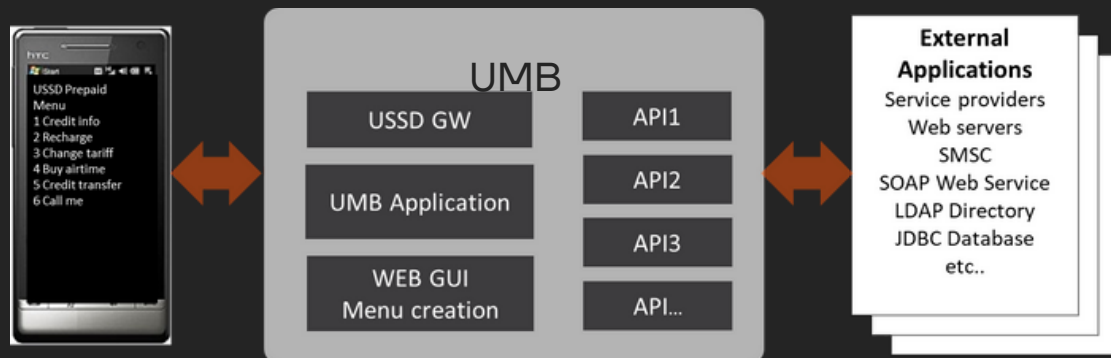 hTC
Start
USSD Prepaid
Menu
1 Credit info
2 Recharge
3 Change tariff
4 Buy airtime
5 Credit transfer
6 Call me
UMB
USSD GW
UMB Application
WEB GUI
Menu creation
API1
API2
API3
API...
External
Applications
Service providers
Web servers
SMSC
SOAP Web Service
LDAP Directory
JDBC Database
etc..